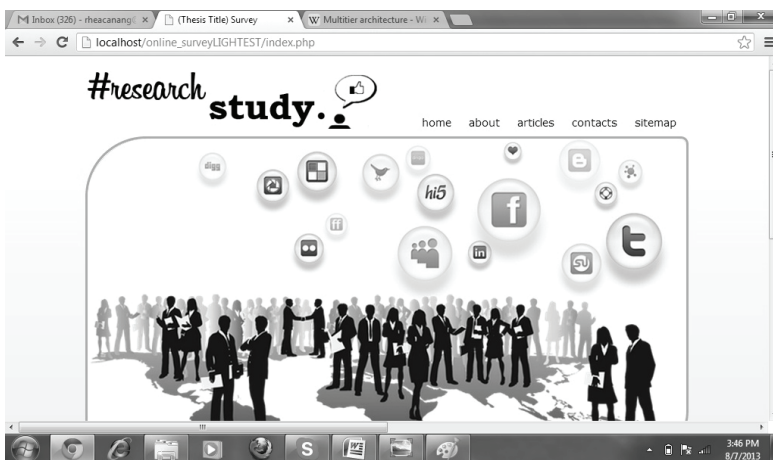 Inbox (326) - rheacanang(
(Thesis Title) Survey
Multitier architecture - Wi
localhost/online_surveyLIGHTEST/index.php
#research
study.
home about articles contacts sitemap
digg
hi5
f
t
in
3:46 PM
8/7/2013